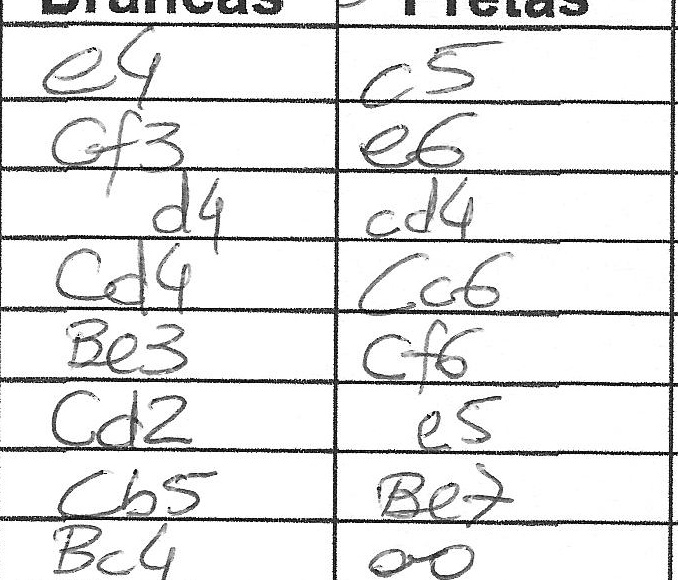 Brancas Pretas
e4 c5
Cf3 e6
d4 cd4
Cd4 Cc6
Be3 Cf6
Cd2 e5
Cb5 Be7
Bc4 oo